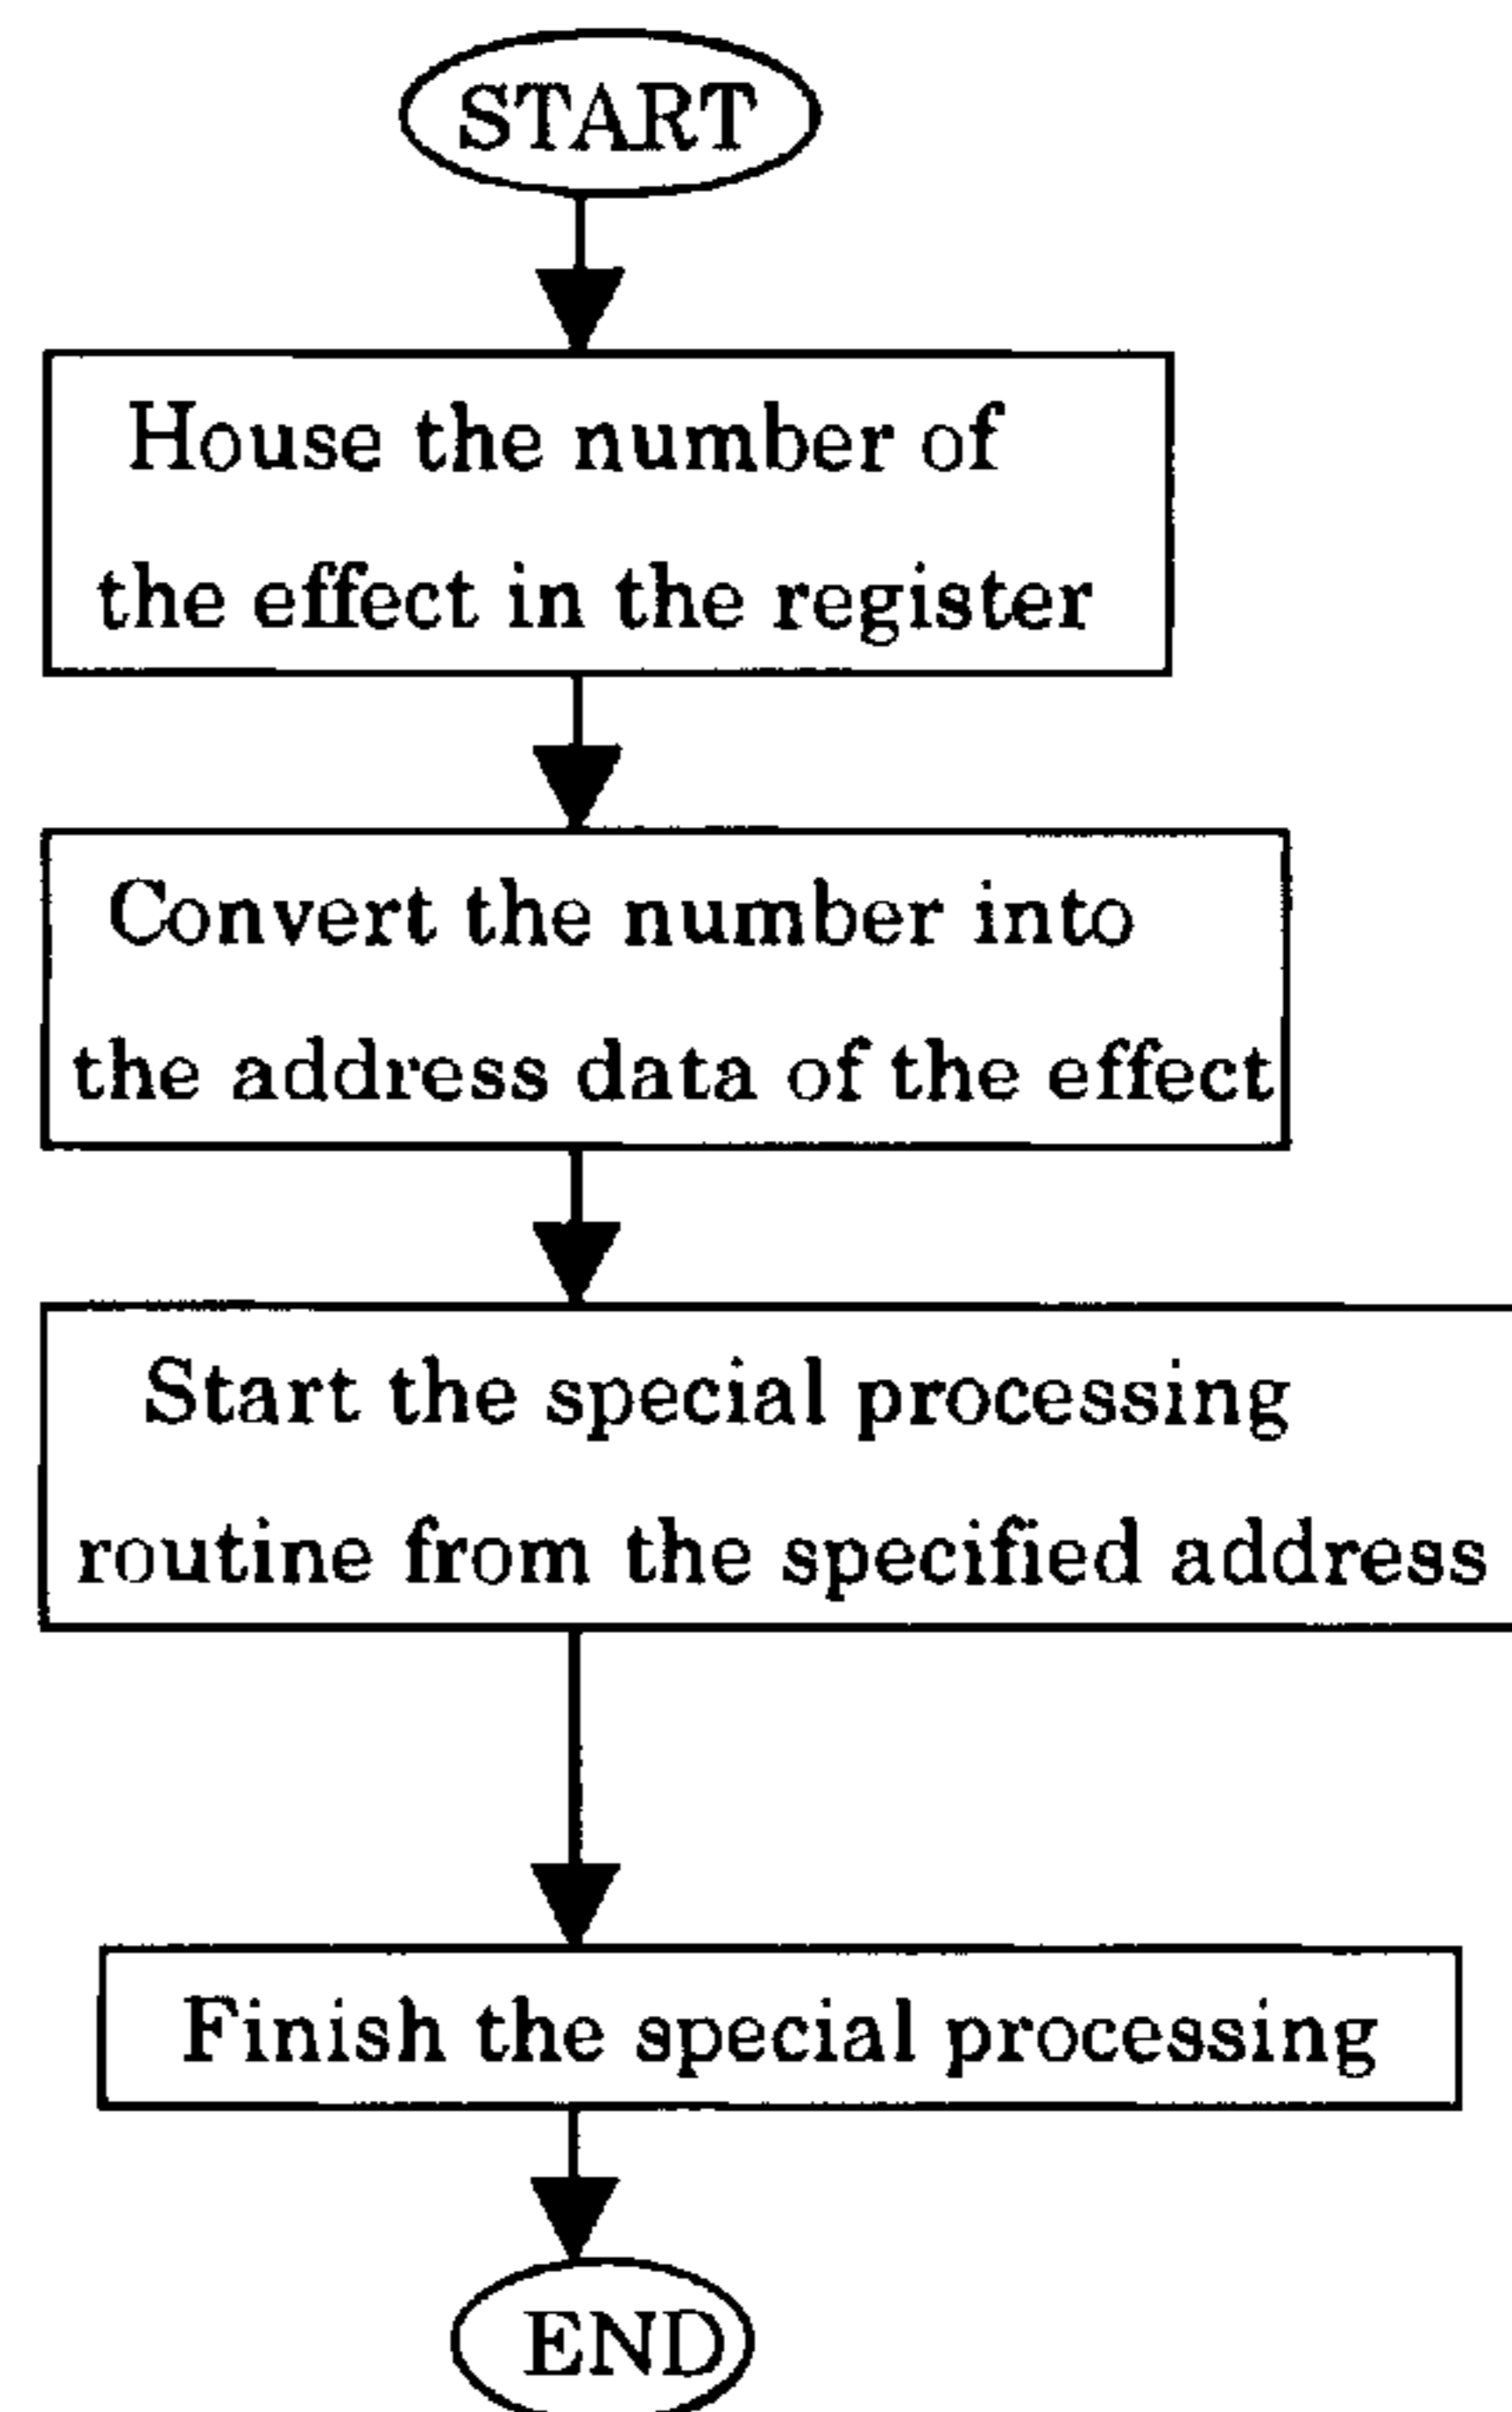 START
House the number of
the effect in the register
Convert the number into
the address data of the effect
Start the special processing
routine from the specified address
Finish the special processing
END